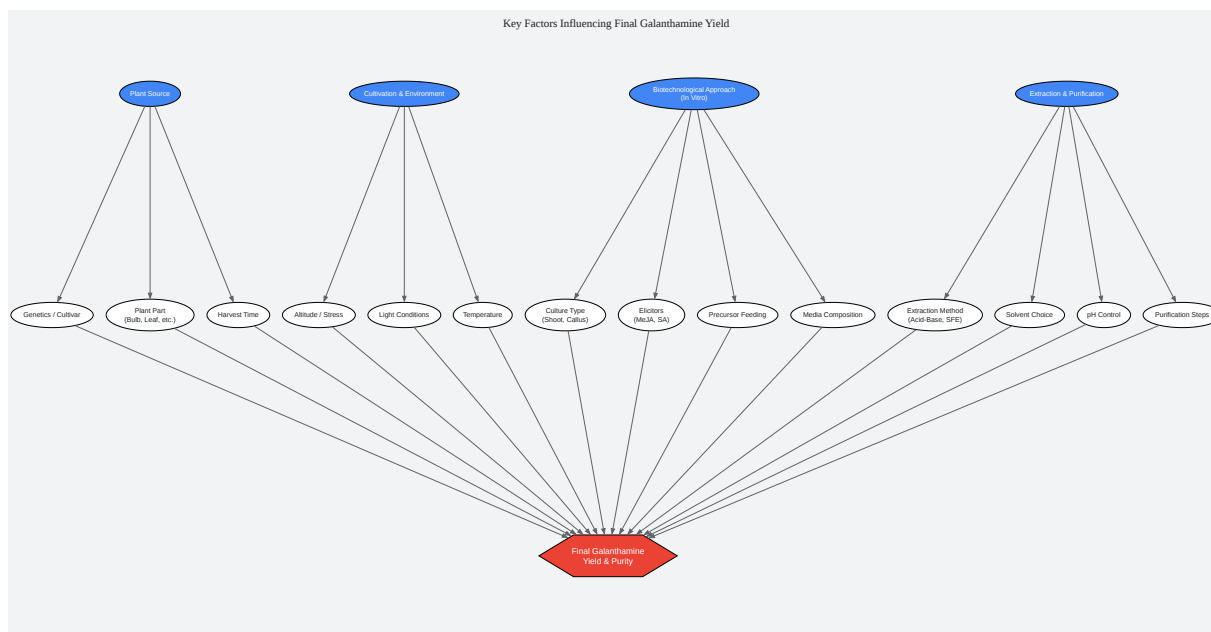 Key Factors Influencing Final Galanthamine Yield
Plant Source
Cultivation & Environment
Biotechnological Approach
(In Vitro)
Extraction & Purification
Genetics / Cultivar
Plant Part
(Bulb, Leaf, etc.)
Harvest Time
Altitude / Stress
Light Conditions
Temperature
Culture Type
(Shoot, Callus)
Elicitors
(MeJA, SA)
Precursor Feeding
Media Composition
Extraction Method
(Acid-Base, SFE)
Solvent Choice
pH Control
Purification Steps
Final Galanthamine
Yield & Purity